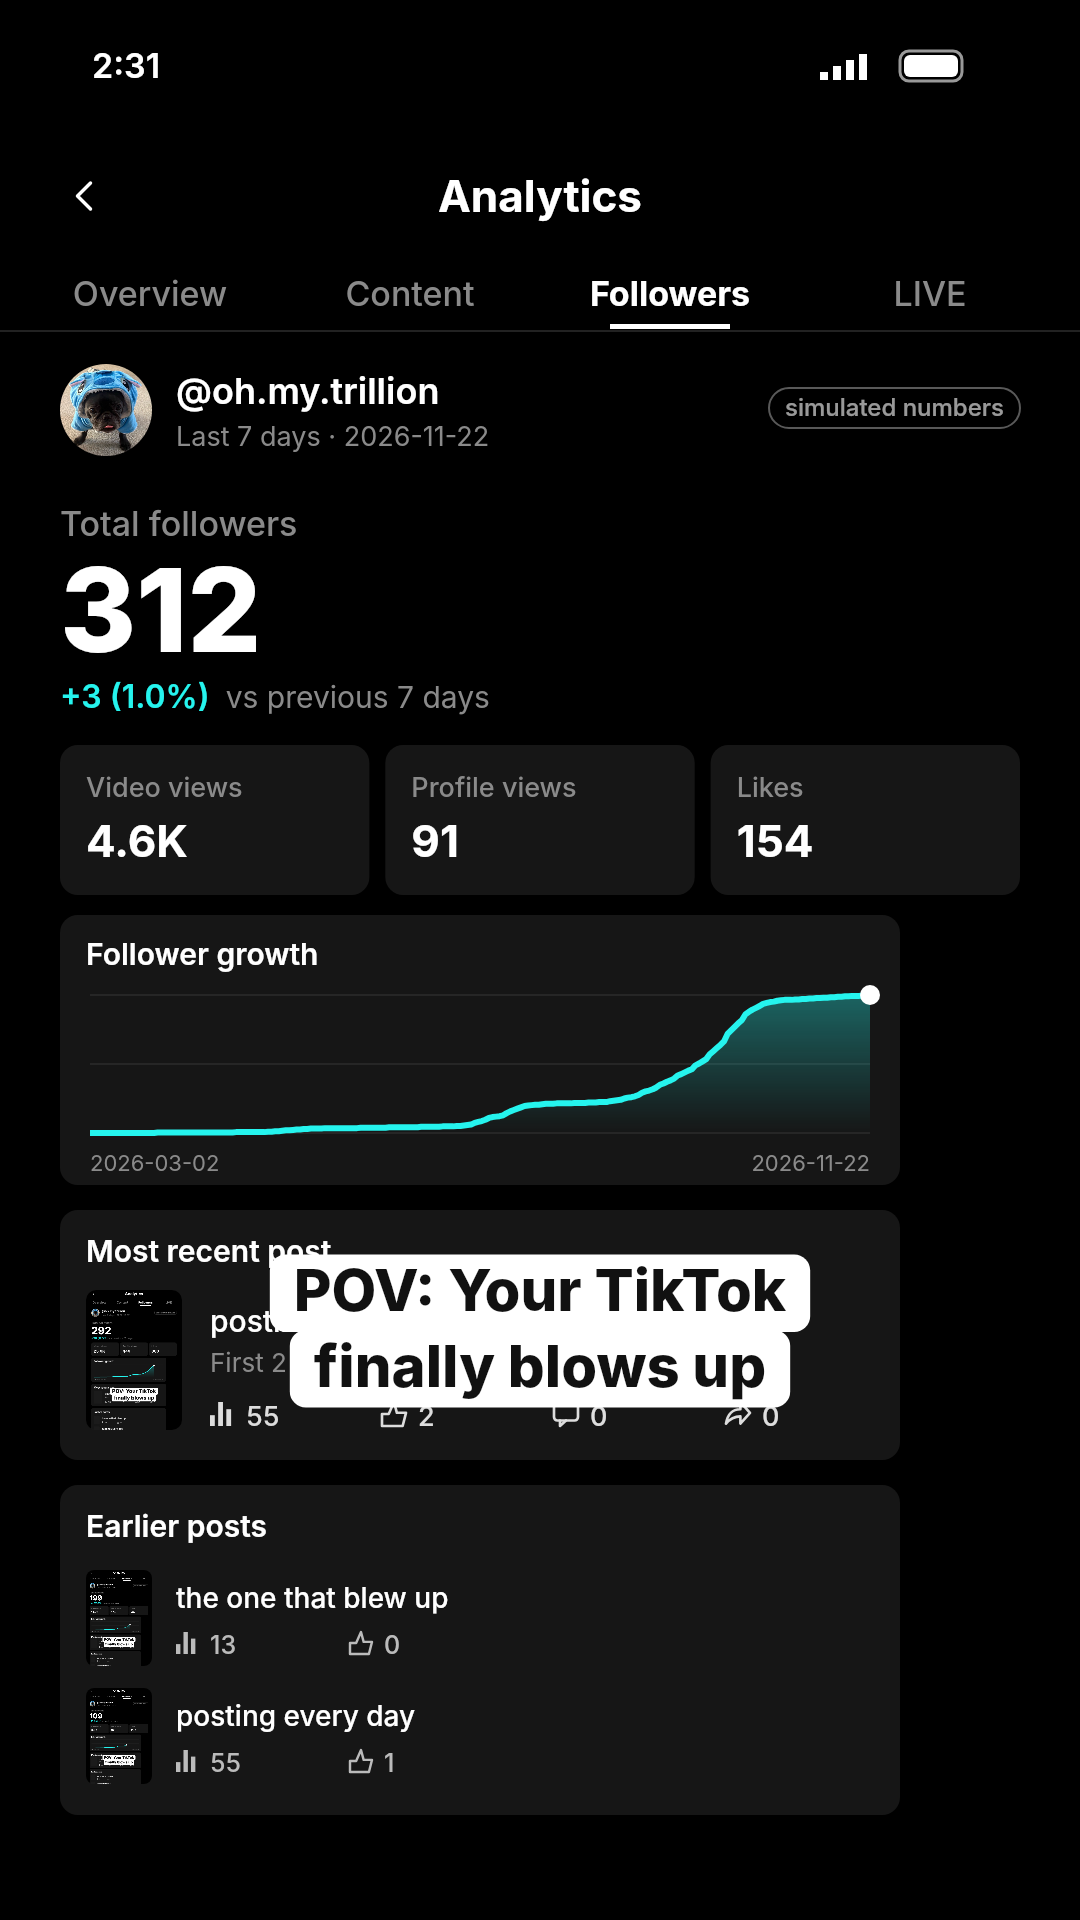 2:31
Analytics
Overview Content Followers LIVE
@oh.my.trillion
Last 7 days · 2026-11-22
simulated numbers
Total followers
312
+3 (1.0%) vs previous 7 days
Video views Profile views Likes
4.6K 91 154
Follower growth
2026-03-02 2026-11-22
Most recent post
POV: Your TikTok
finally blows up
First 2
55 2 0 0
Earlier posts
the one that blew up
13 0
posting every day
55 1